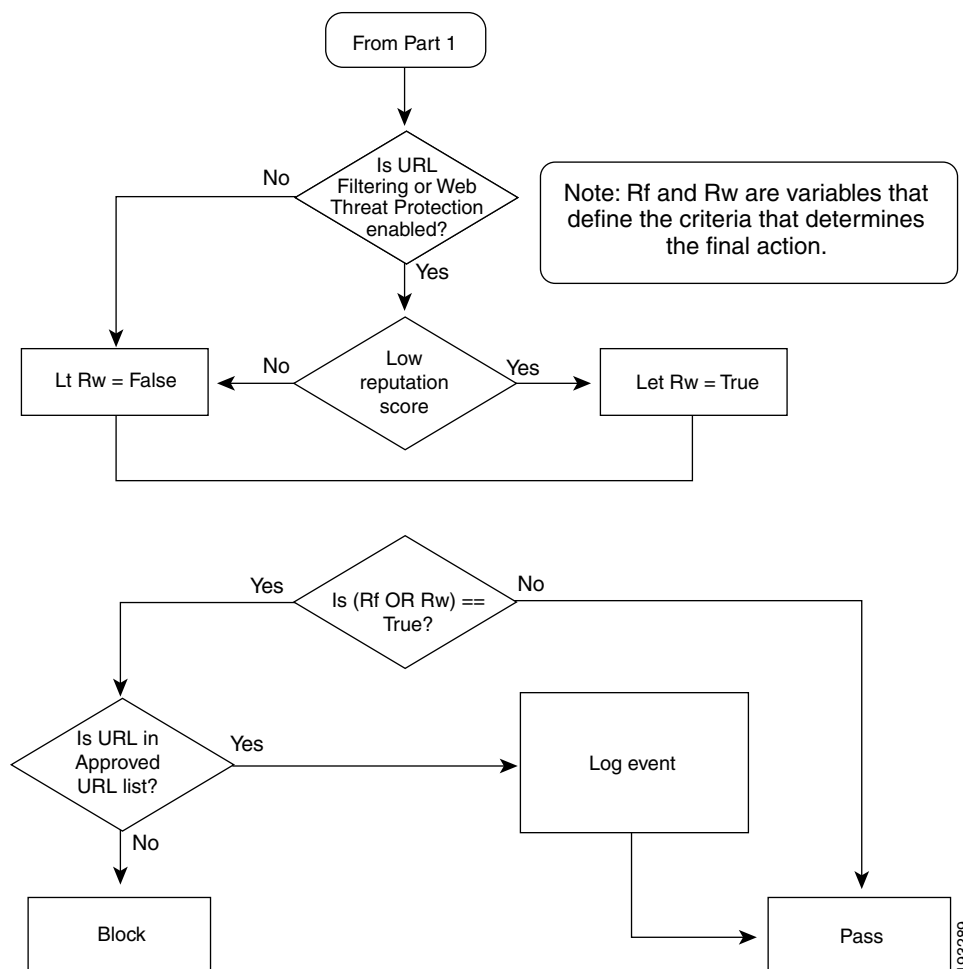 From Part 1
Is URL
Filtering or Web
Threat Protection
enabled?
No
Yes
Note: Rf and Rw are variables that
define the criteria that determines
the final action.
Low
reputation
score
No
Yes
Lt Rw = False
Let Rw = True
Is (Rf OR Rw) ==
True?
Yes
No
Is URL in
Approved
URL list?
Yes
No
Log event
Block
Pass
193289